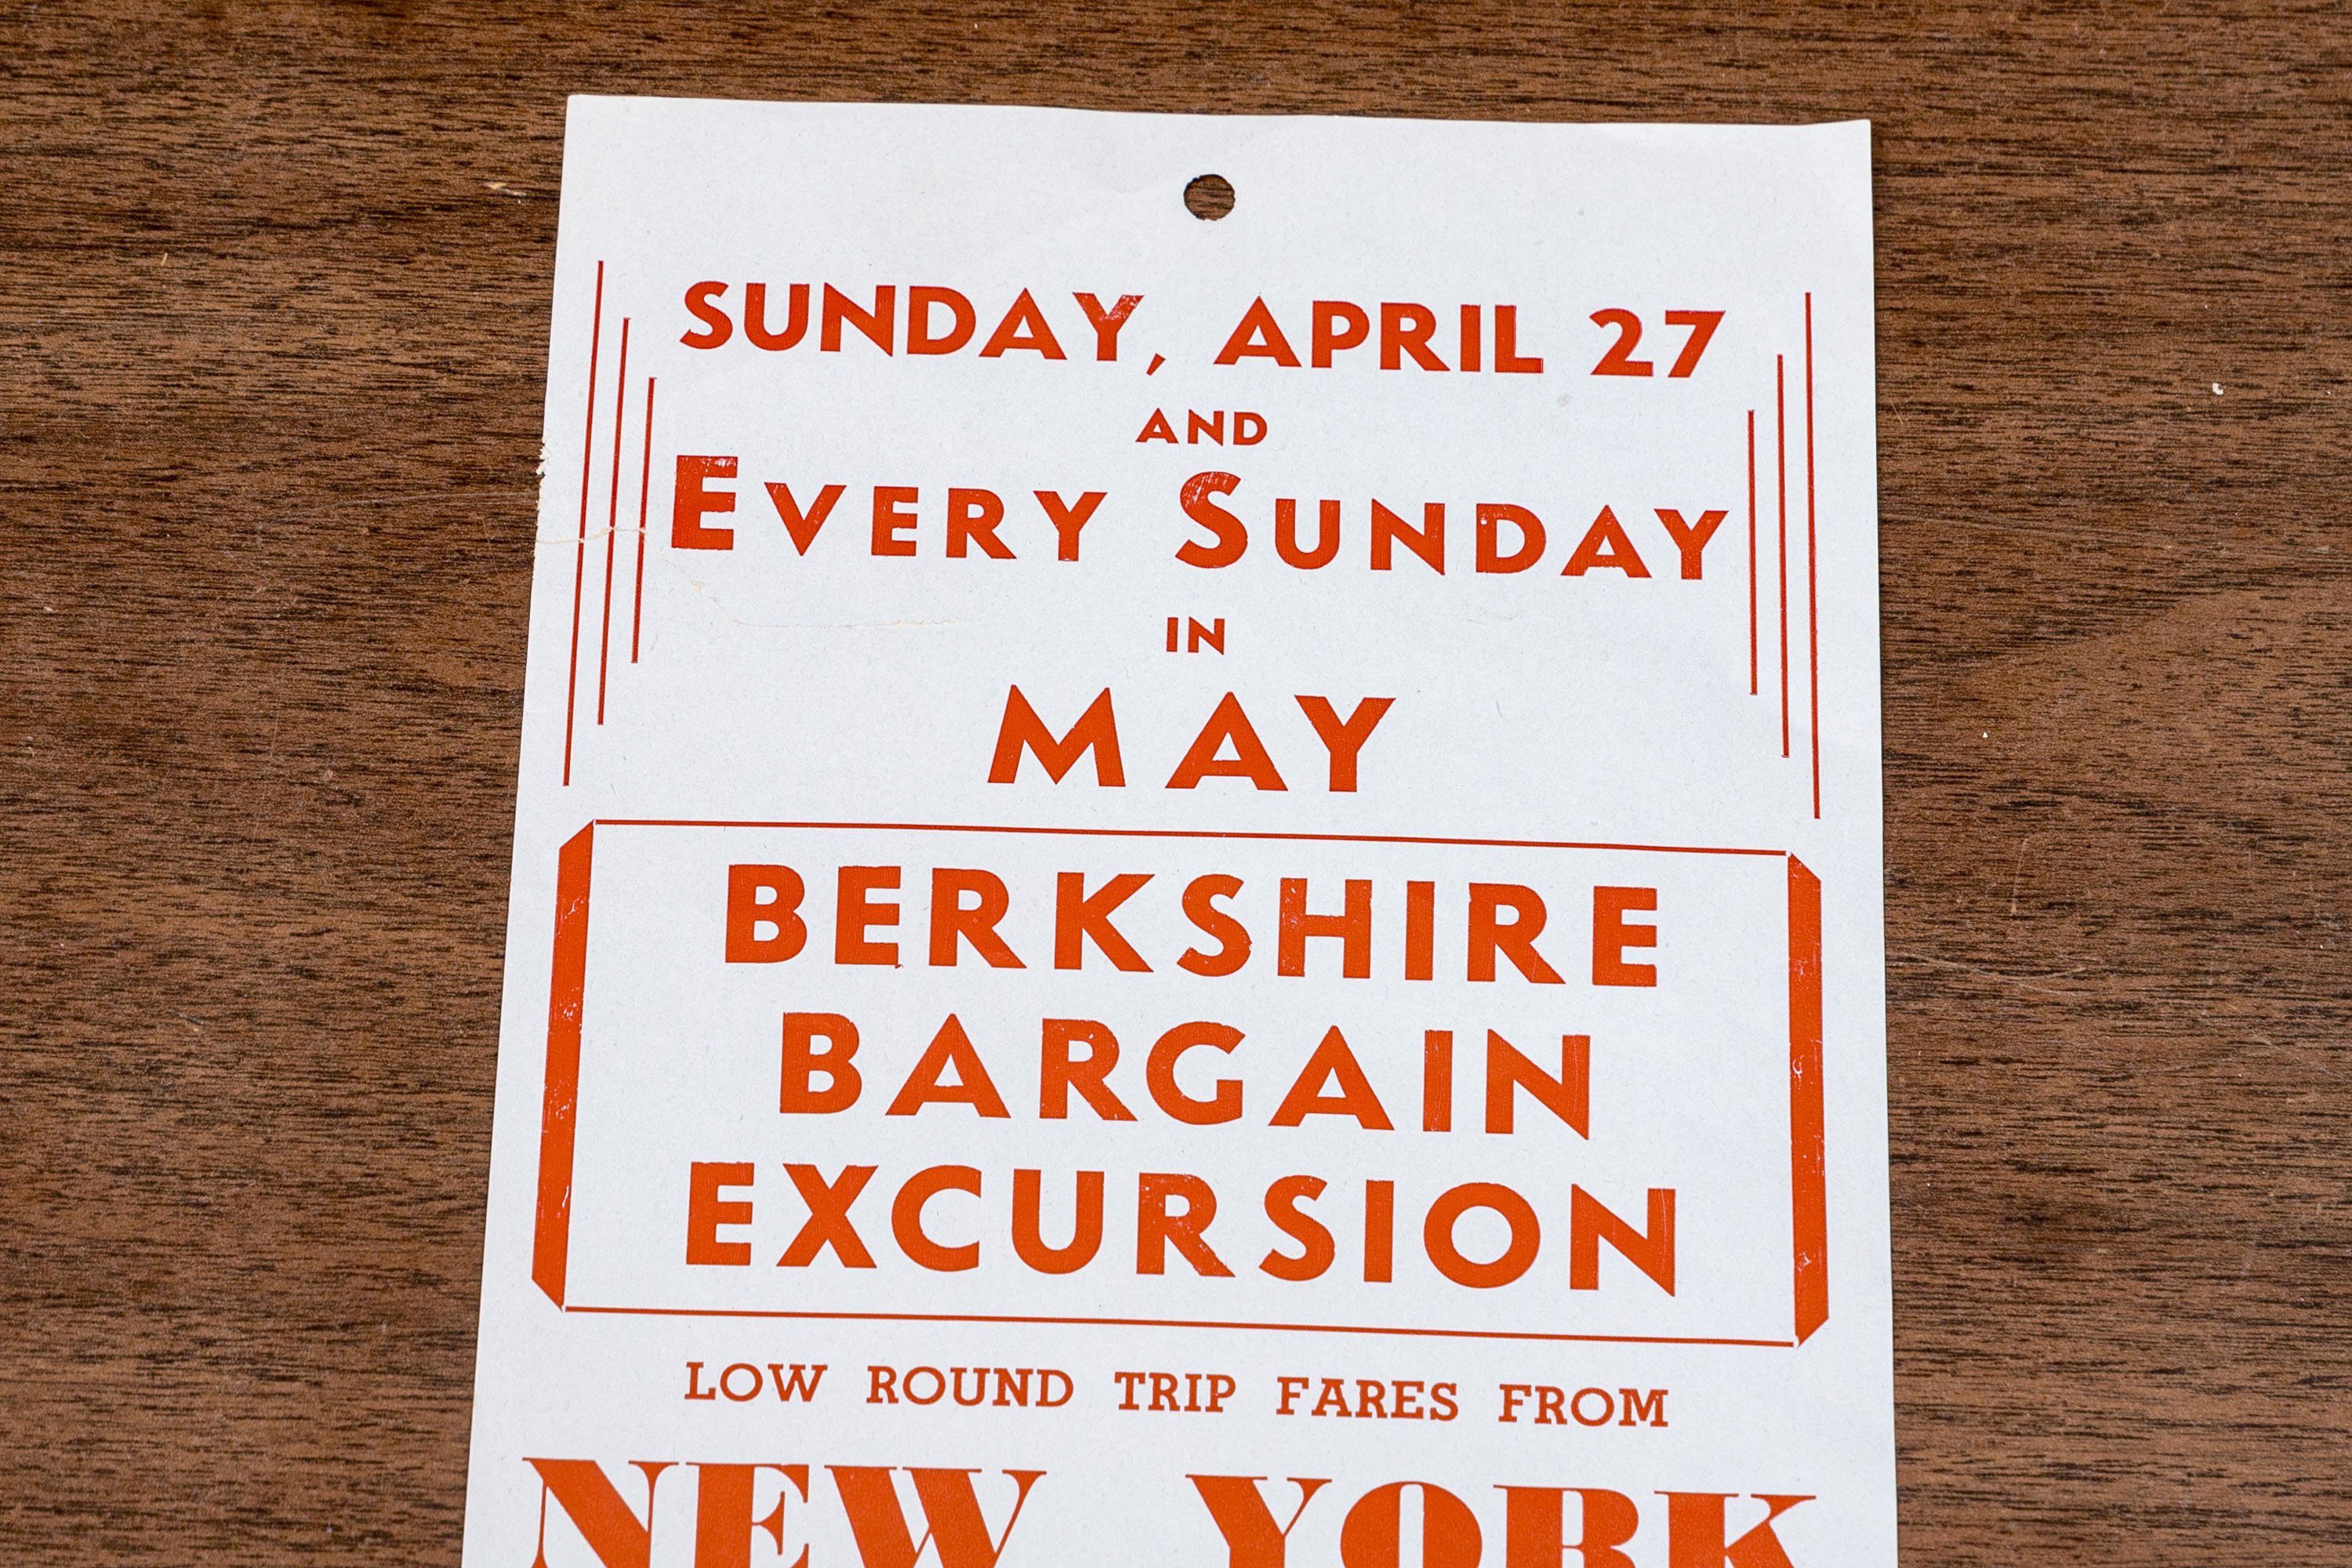 SUNDAY, APRIL 27
AND
EVERY SUNDAY
IN
MAY
BERKSHIRE
BARGAIN
EXCURSION
LOW ROUND TRIP FARES FROM
NEW YORK